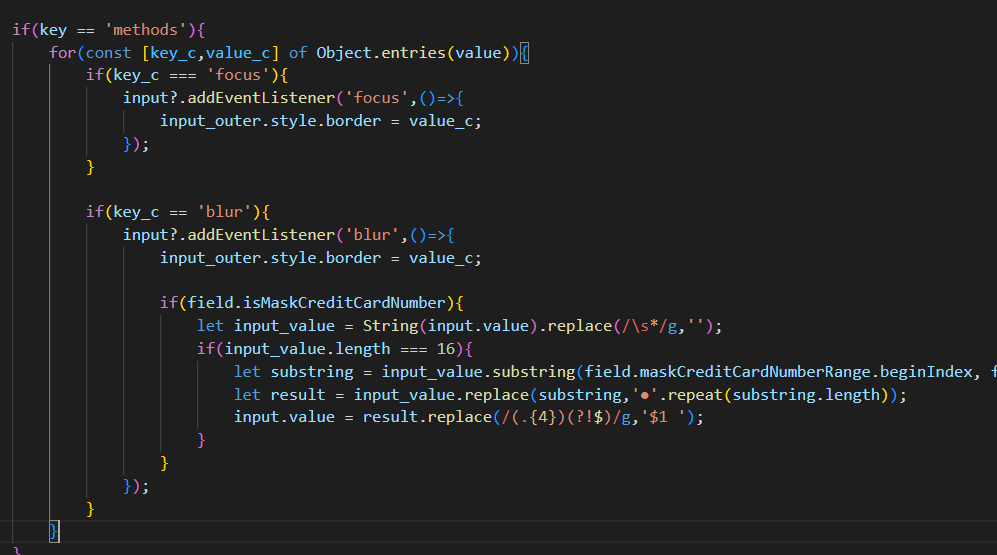 if(key == 'methods'){
for(const [key_c,value_c] of Object.entries(value)){
if(key_c === 'focus'){
input?.addEventListener('focus',()=>{
input_outer.style.border = value_c;
});
}
if(key_c == 'blur'){
input?.addEventListener('blur',()=>{
input_outer.style.border = value_c;
if(field.isMaskCreditCardNumber){
let input_value = String(input.value).replace(/\s*/g,'');
if(input_value.length === 16){
let substring = input_value.substring(field.maskCreditCardNumberRange.beginIndex, f
let result = input_value.replace(substring,'●'.repeat(substring.length));
input.value = result.replace(/(.{4})(?!$)/g,'$1 ');
}
}
});
}
}
}